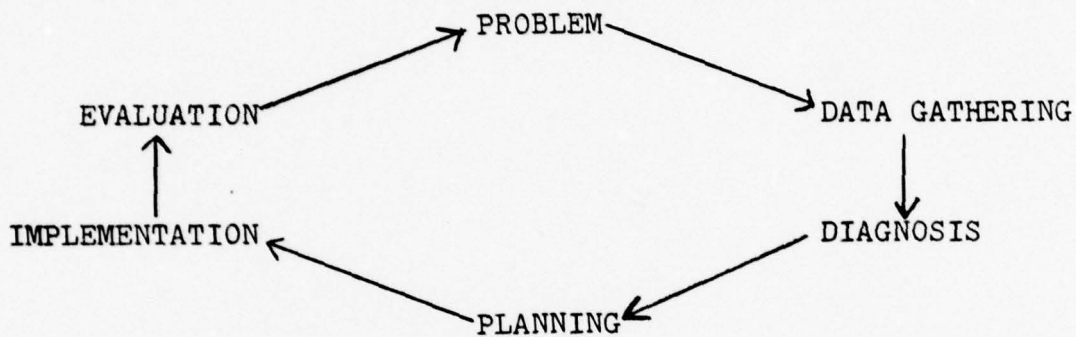 PROBLEM
EVALUATION
DATA GATHERING
IMPLEMENTATION
DIAGNOSIS
PLANNING